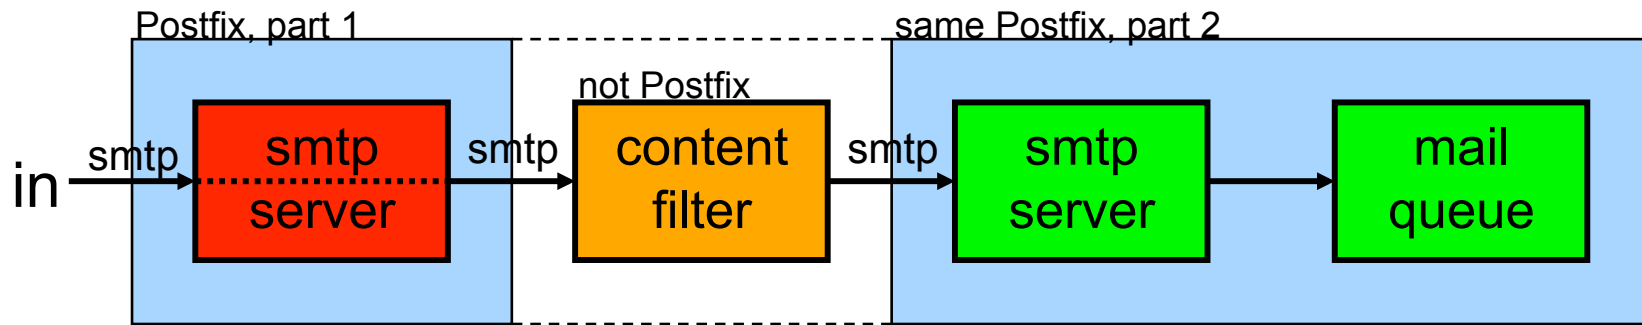 Postfix, part 1
same Postfix, part 2
not Postfix
in
smtp
smtp
server
smtp
content
filter
smtp
smtp
server
mail
queue